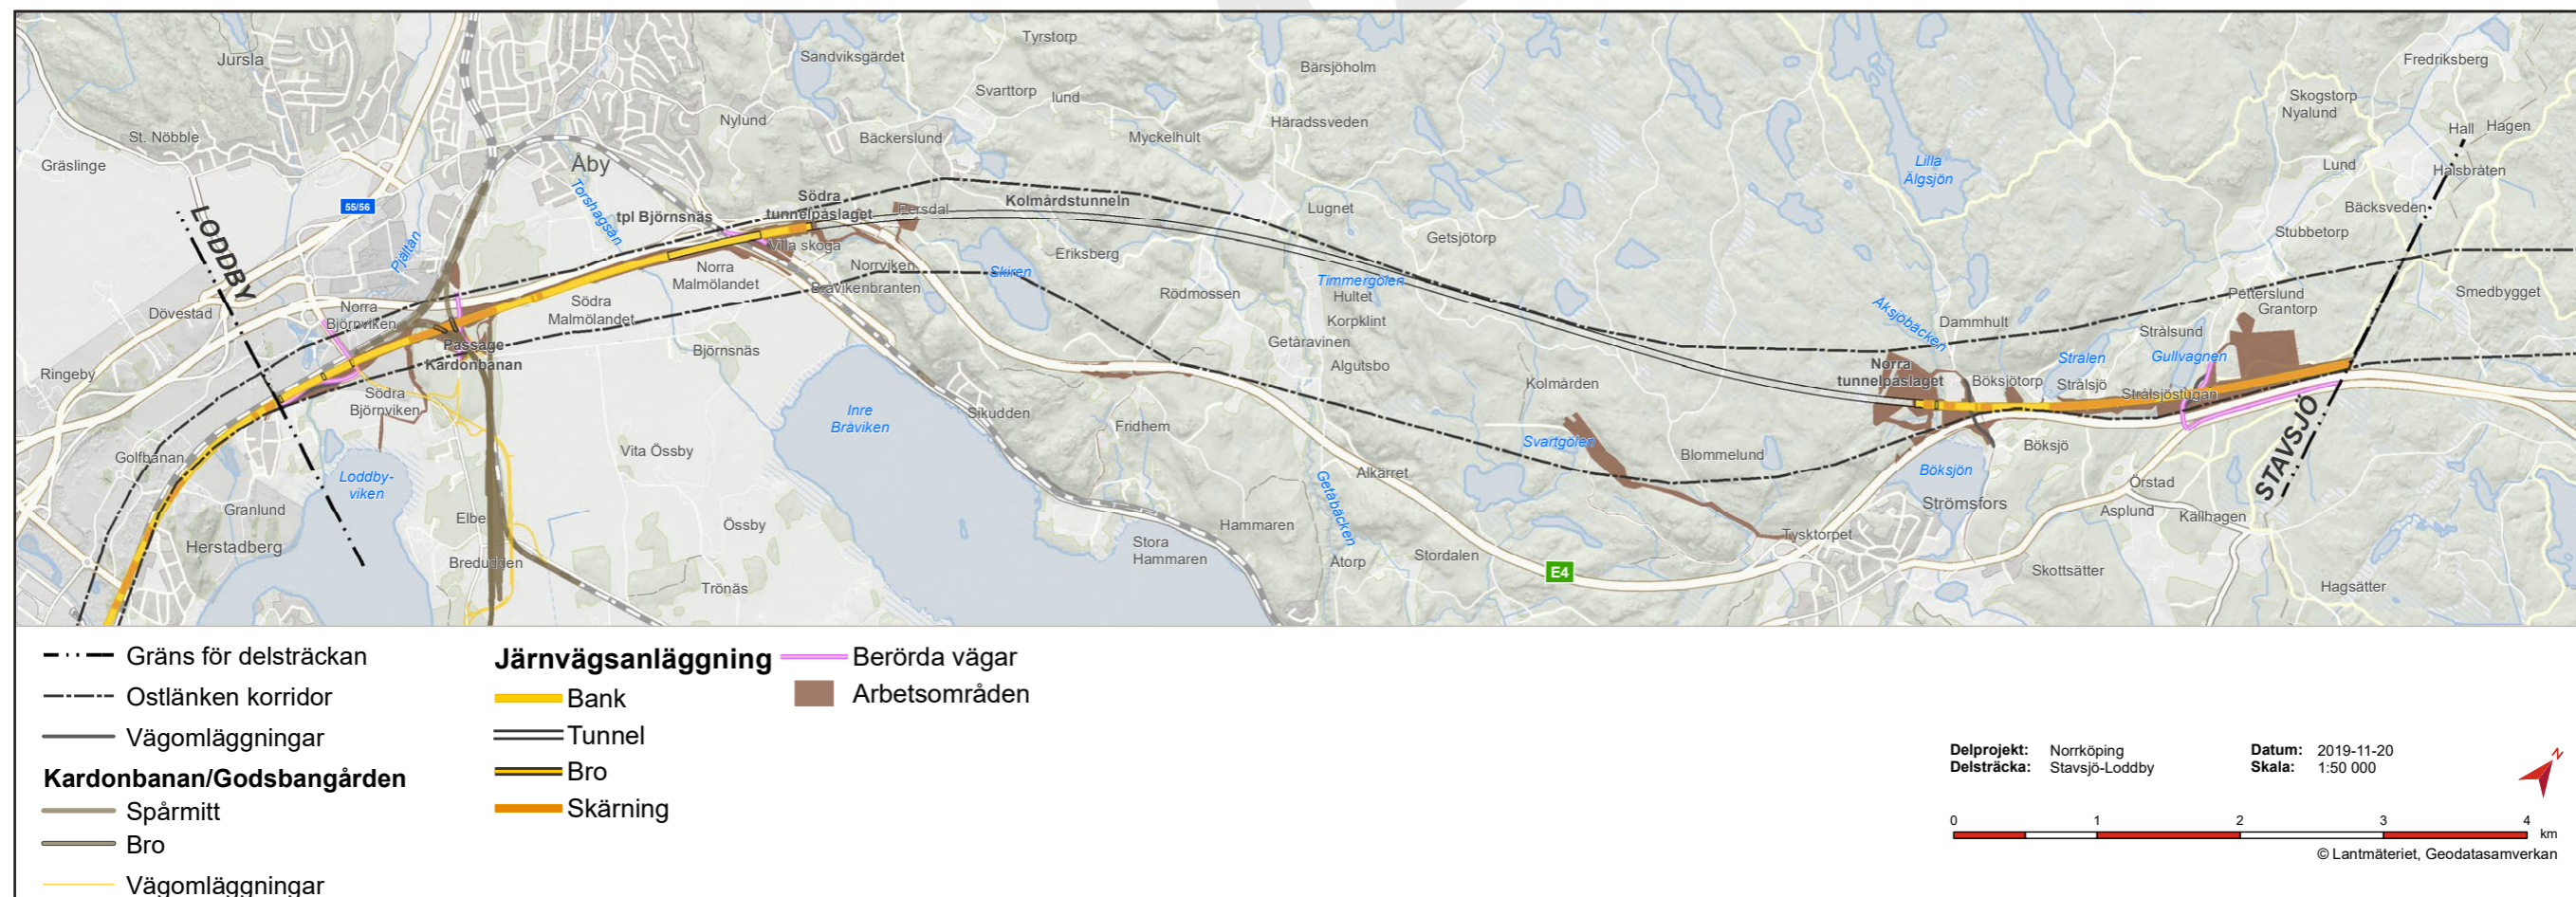 Tyrstorp
Sandviksgärdet
Jursla
Bärsjöholm
Fredriksberg
Svarttorp
lund
Skogstorp
Nyalund
Nylund
Häradssveden
Hall
Hagen
St. Nöbble
Bäckerslund
Myckelhult
Gräslinge
Åby
Lilla
Älgsjön
Lund
Halsbråten
55/56
LODDBY
Torshagsån
tpl Björnsnäs
Södra
tunnelpåslaget
Persdal
Kolmårdstunneln
Lugnet
Bäcksveden
Pjältån
Villa skoga
Getsjötorp
Stubbetorp
Norra
Malmölandet
Norrviken
Eriksberg
Bråvikenbranten
Skiren
Timmergölen
Hultet
Rödmossen
Petterslund
Grantorp
Smedbygget
Dövestad
Norra
Björnviken
Södra
Malmölandet
Korpklint
Åksjöbäcken
Dammhult
Strålsund
Passage
Kardonbanan
Björnsnäs
Getåravinen
Algutsbo
Stralen
Gullvagnen
Ringeby
Norra
tunnelpåslaget
Böksjötorp
Strålsjö
Strålsjöstugan
Kolmården
Södra
Björnviken
Inre
Bråviken
Sikudden
Fridhem
Svartgölen
STAVSJÖ
Golfbanan
Vita Össby
Blommelund
Böksjö
Loddby-
viken
Alkärret
Böksjön
Örstad
Granlund
Elbe
Össby
Hammaren
Getåbäcken
Strömsfors
Asplund
Källhagen
Herstadberg
Bredudden
Stora
Hammaren
Tysktorpet
Åtorp
Stordalen
E4
Skottsätter
Trönäs
Hagsätter
Gräns för delsträckan
Ostlänken korridor
Vägomläggningar
Kardonbanan/Godsbangården
Spårmitt
Bro
Vägomläggningar
Järnvägsanläggning
Bank
Tunnel
Bro
Skärning
Berörda vägar
Arbetsområden
Delprojekt: Norrköping
Delsträcka: Stavsjö-Loddby
Datum: 2019-11-20
Skala: 1:50 000
N
0 1 2 3 4
km
© Lantmäteriet, Geodatasamverkan